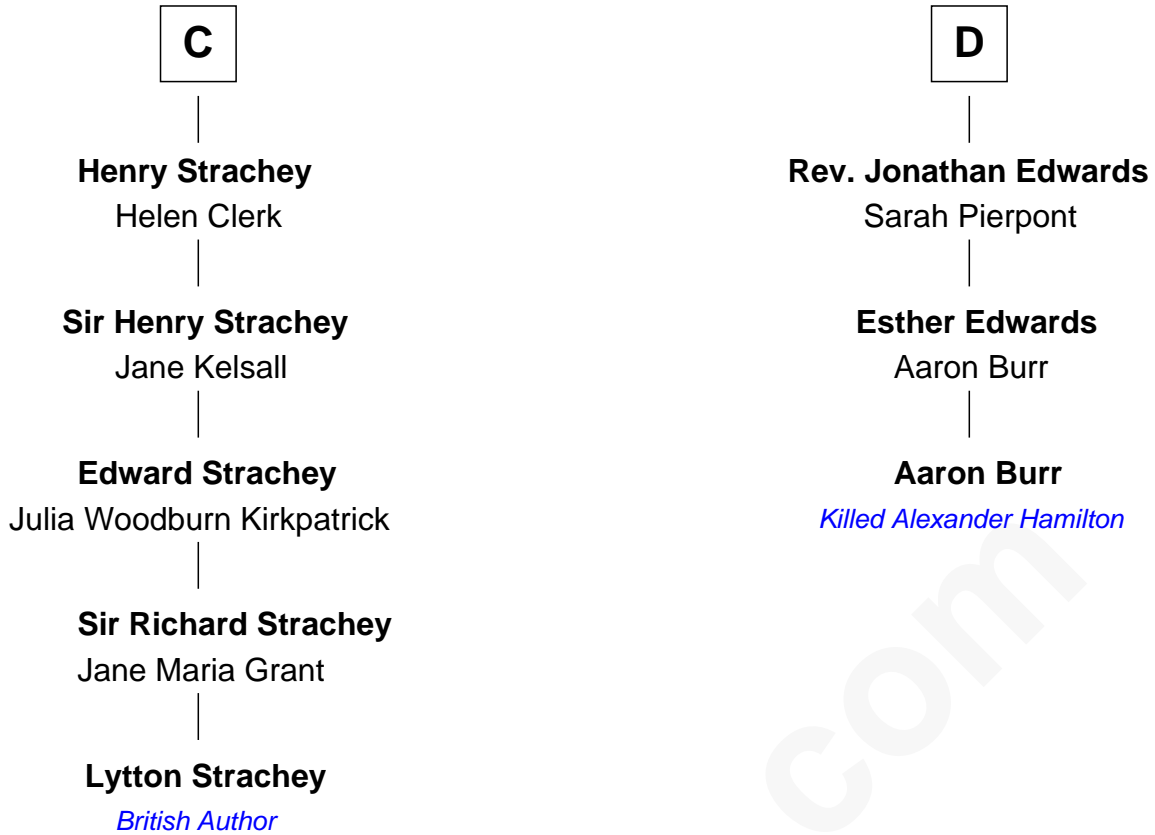 C
Henry Strachey
Helen Clerk
Sir Henry Strachey
Jane Kelsall
Edward Strachey
Julia Woodburn Kirkpatrick
Sir Richard Strachey
Jane Maria Grant
Lytton Strachey
British Author
D
Rev. Jonathan Edwards
Sarah Pierpont
Esther Edwards
Aaron Burr
Aaron Burr
Killed Alexander Hamilton
com